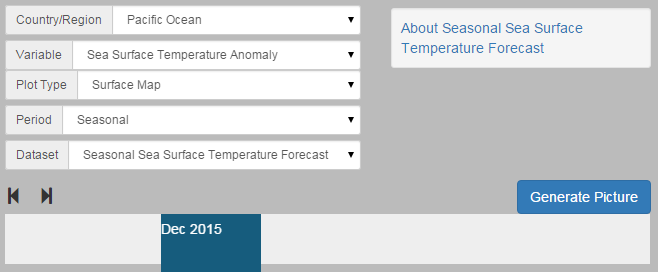 Country/Region Pacific Ocean
Variable Sea Surface Temperature Anomaly
Plot Type Surface Map
Period Seasonal
Dataset Seasonal Sea Surface Temperature Forecast
About Seasonal Sea Surface
Temperature Forecast
Generate Picture
Dec 2015